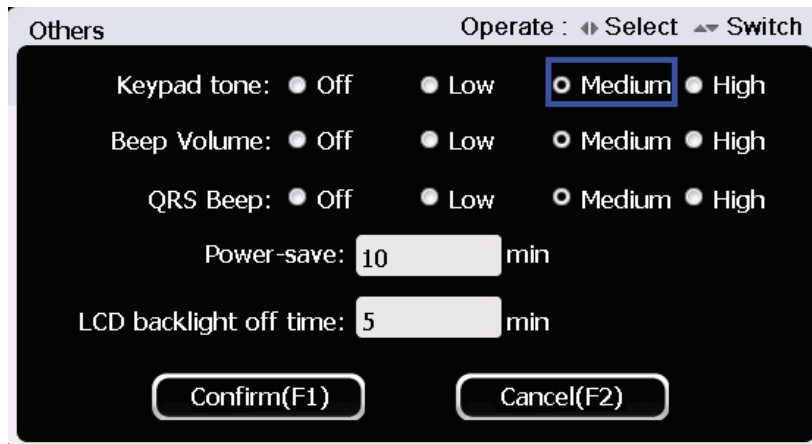 Others Operate : Select Switch
Keypad tone: Off Low Medium High
Beep Volume: Off Low Medium High
QRS Beep: Off Low Medium High
Power-save: 10 min
LCD backlight off time: 5 min
Confirm(F1) Cancel(F2)